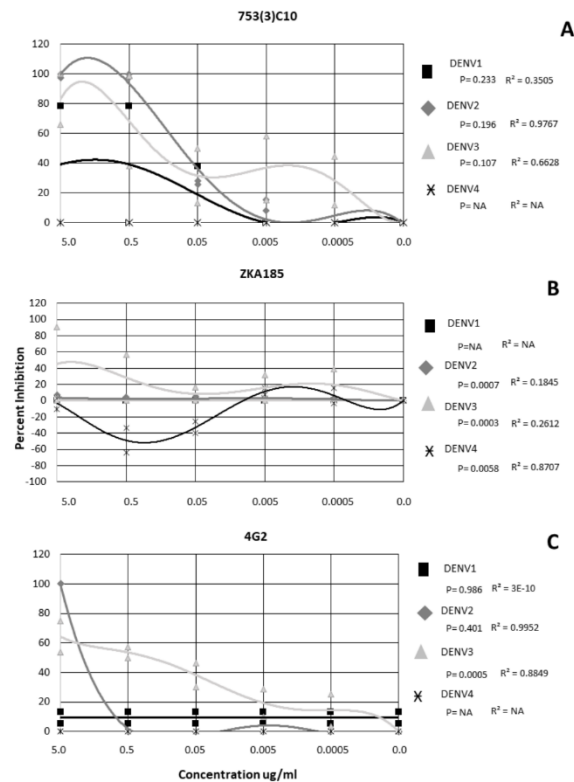 753(3)C10
A
120
100
80
60
40
20
0
5.0 0.5 0.05 0.005 0.0005 0.0
DENV1
P= 0.233 R² = 0.3505
DENV2
P= 0.196 R² = 0.9767
DENV3
P= 0.107 R² = 0.6628
DENV4
P= NA R² = NA
ZKA185
B
Percent Inhibition
120
100
80
60
40
20
0
-20
-40
-60
-80
-100
5.0 0.5 0.05 0.005 0.0005 0.0
DENV1
P=NA R² = NA
DENV2
P= 0.0007 R² = 0.1845
DENV3
P= 0.0003 R² = 0.2612
DENV4
P= 0.0058 R² = 0.8707
4G2
C
120
100
80
60
40
20
0
5.0 0.5 0.05 0.005 0.0005 0.0
Concentration ug/ml
DENV1
P= 0.986 R² = 3E-10
DENV2
P= 0.401 R² = 0.9952
DENV3
P= 0.0005 R² = 0.8849
DENV4
P= NA R² = NA